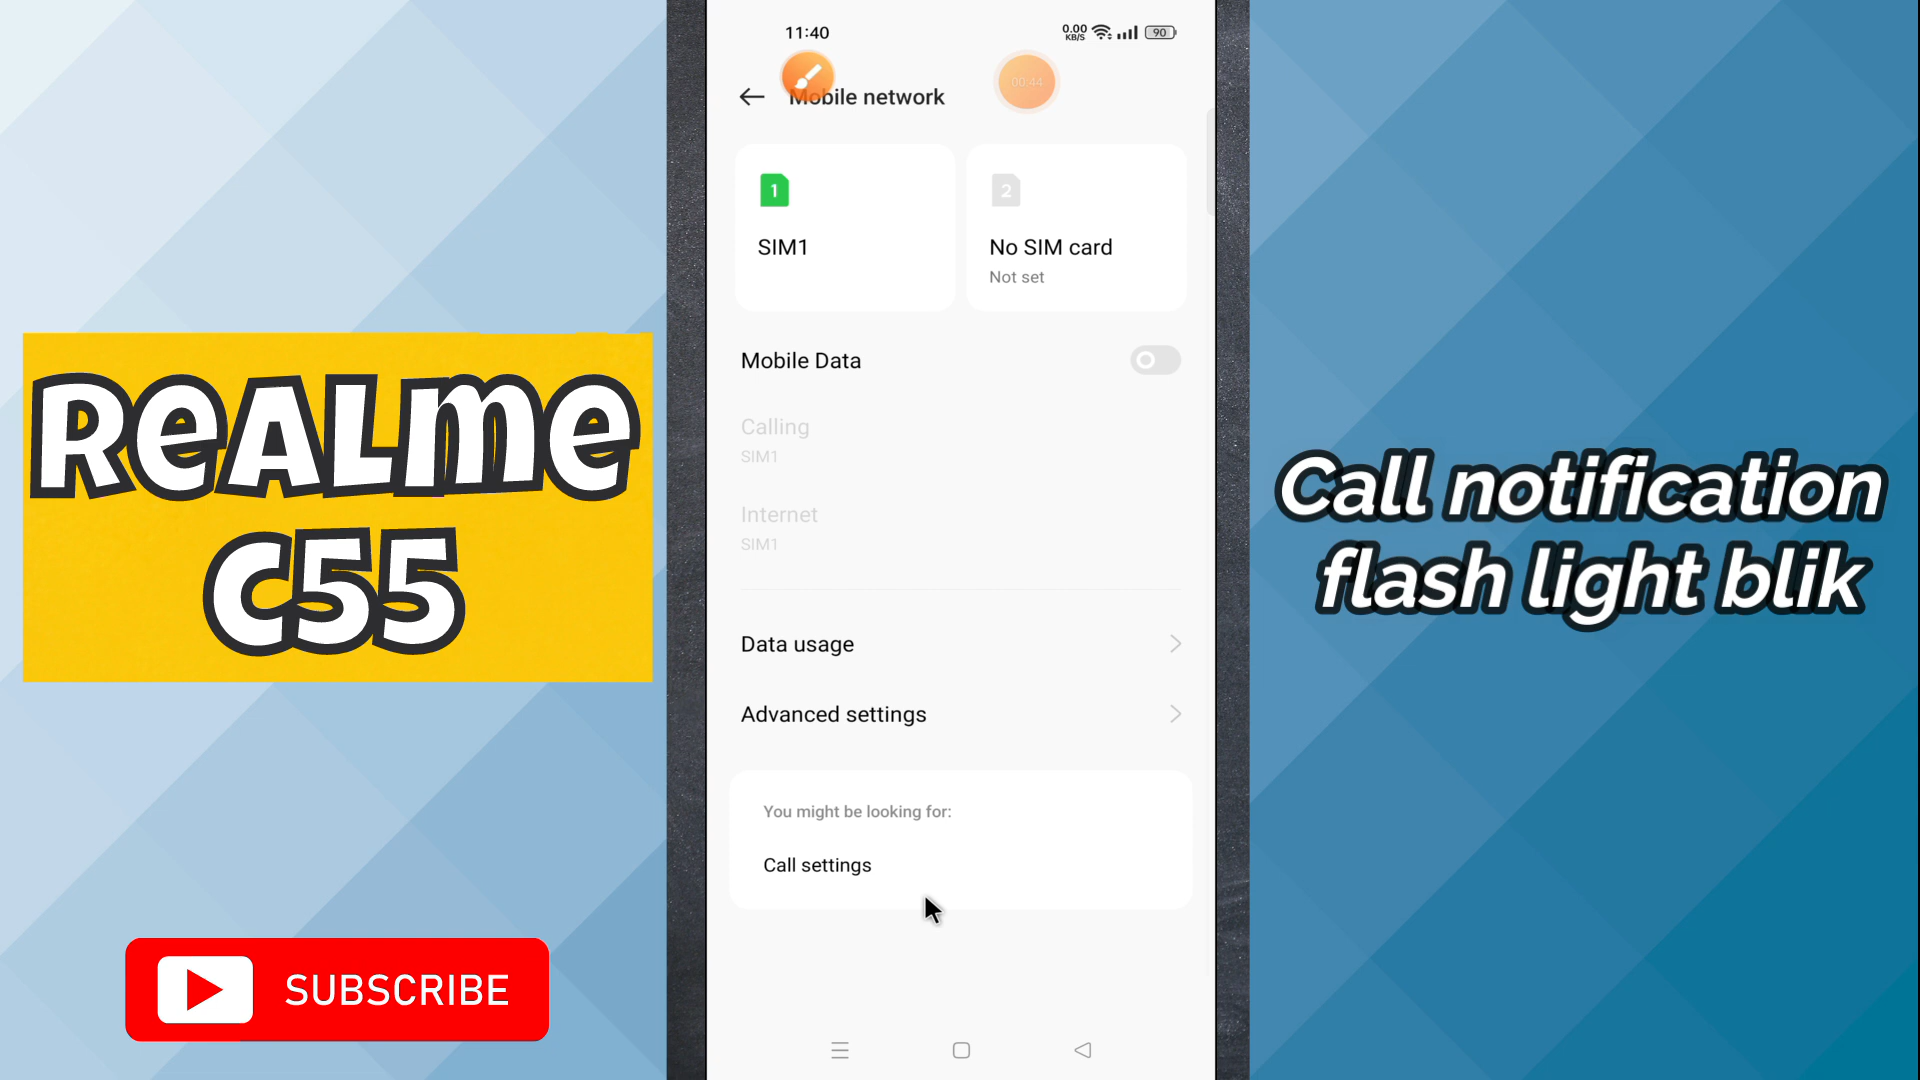 11:40
0.00
KB/S
90
Mobile network
00:44
1
SIM1
2
No SIM card
Not set
Mobile Data
Calling
SIM1
Internet
SIM1
Data usage
Advanced settings
You might be looking for:
Call settings
Realme
C55
SUBSCRIBE
Call notification
flash light blik